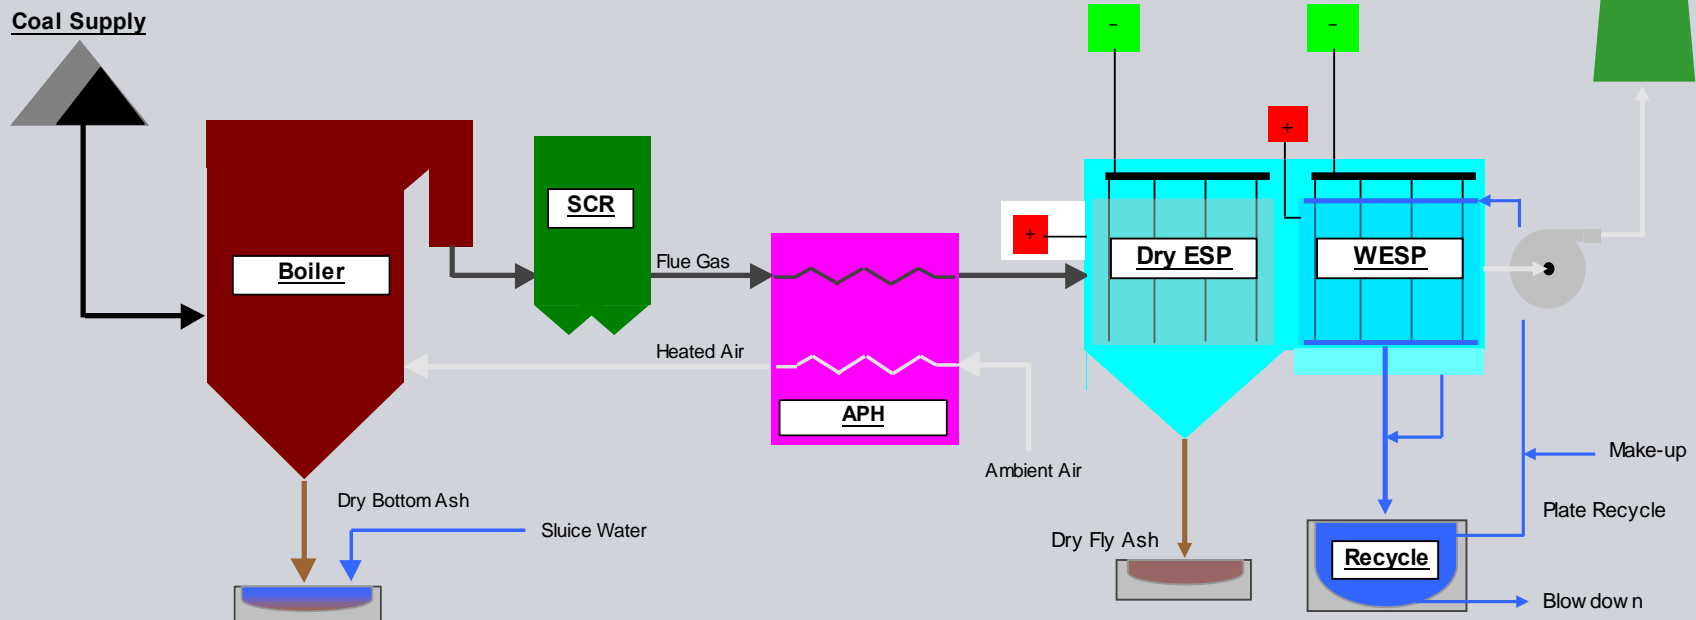 Coal Supply
-
-
+
SCR
+
Dry ESP
WESP
Flue Gas
Boiler
Heated Air
APH
Ambient Air
Make-up
Dry Bottom Ash
Plate Recycle
Sluice Water
Dry Fly Ash
Recycle
Blow dow n